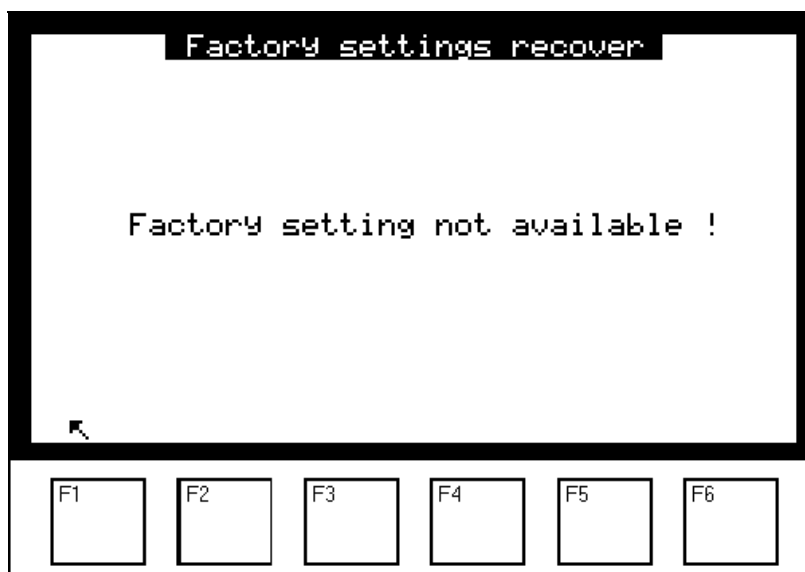 Factory settings recover
Factory setting not available !
F1 F2 F3 F4 F5 F6